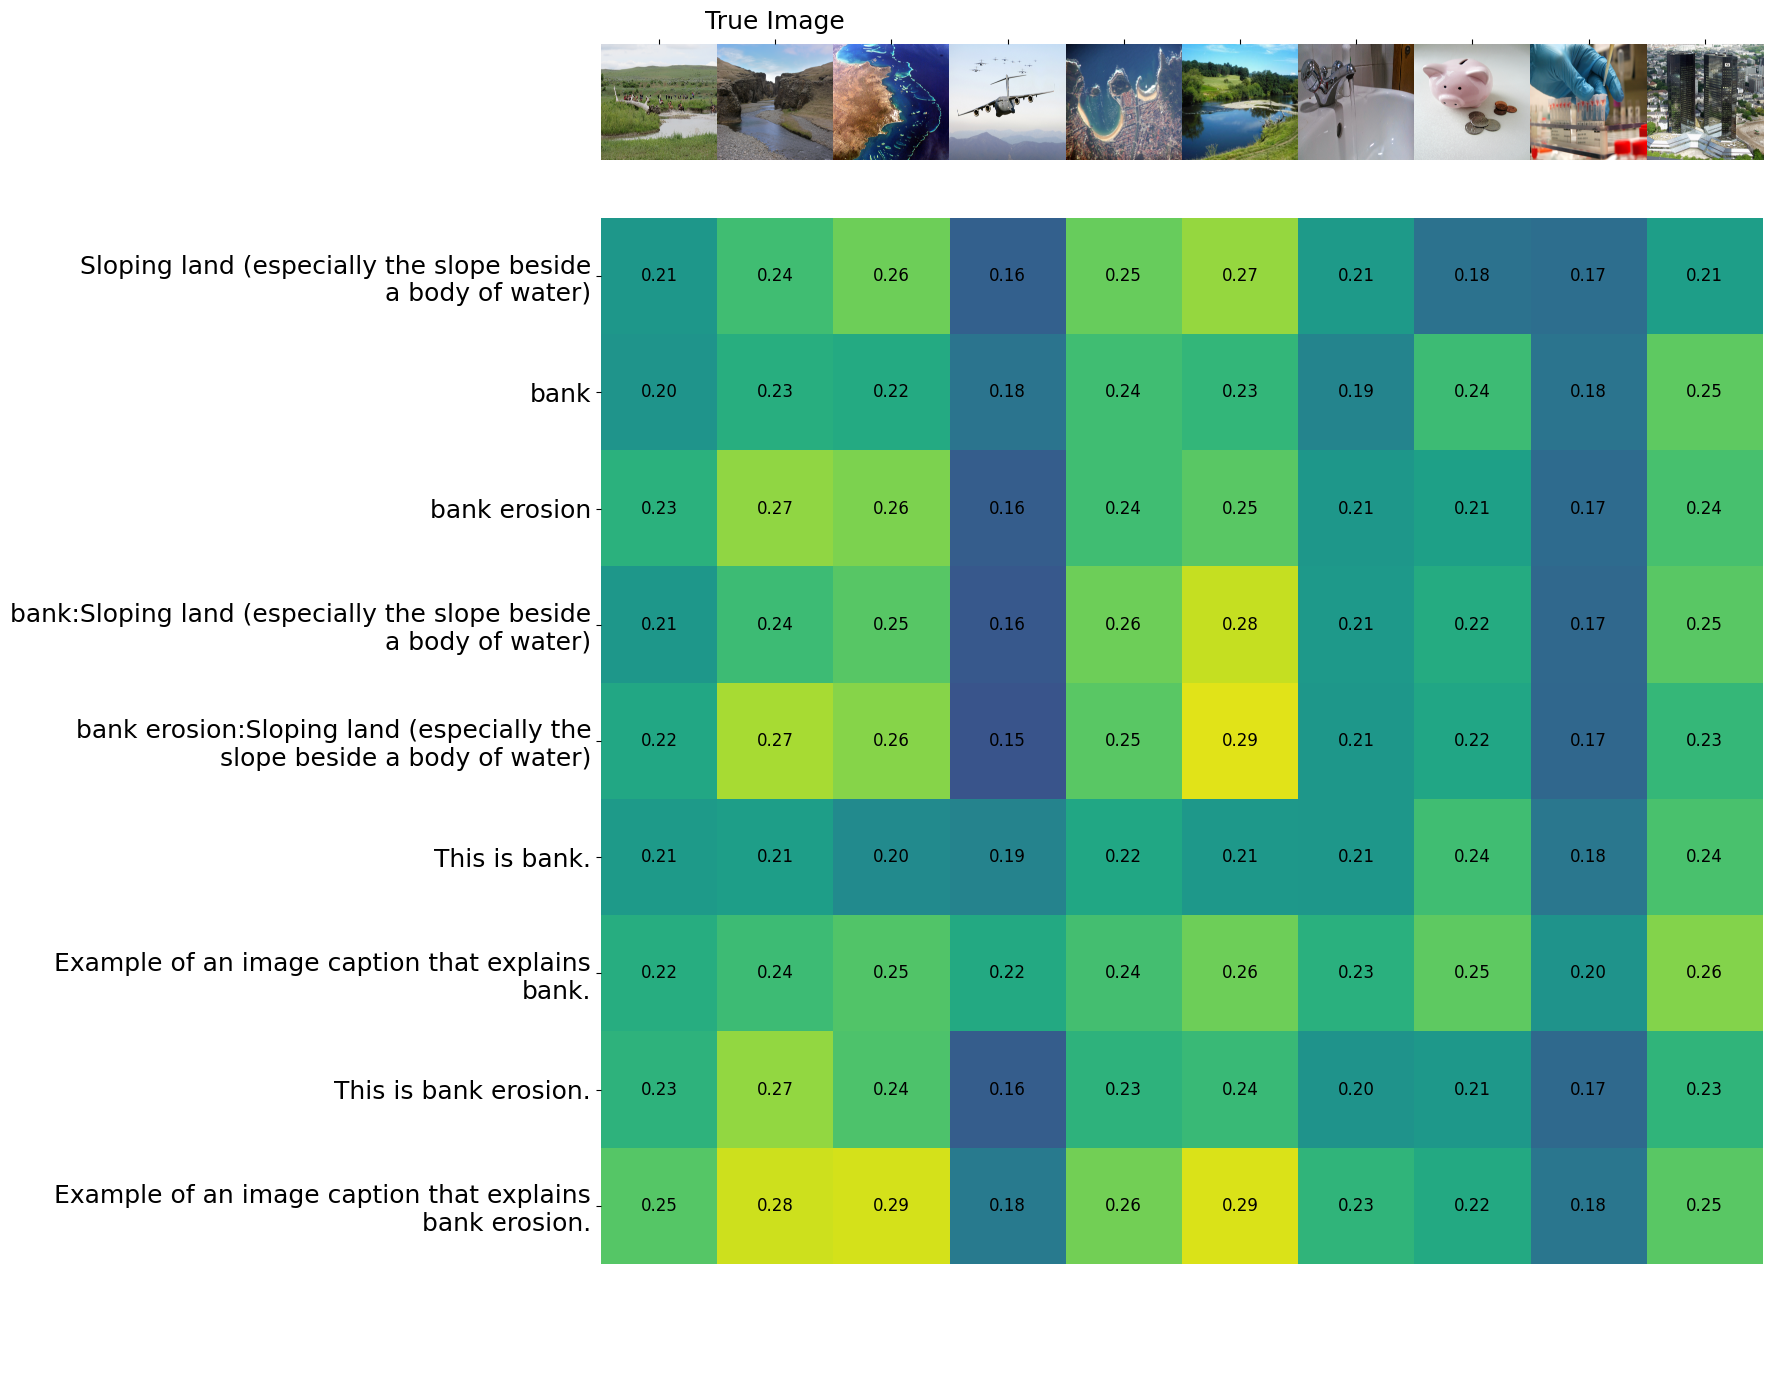 True Image
Sloping land (especially the slope beside
a body of water)
0.21 0.24 0.26 0.16 0.25 0.27 0.21 0.18 0.17 0.21
bank
0.20 0.23 0.22 0.18 0.24 0.23 0.19 0.24 0.18 0.25
bank erosion
0.23 0.27 0.26 0.16 0.24 0.25 0.21 0.21 0.17 0.24
bank:Sloping land (especially the slope beside
a body of water)
0.21 0.24 0.25 0.16 0.26 0.28 0.21 0.22 0.17 0.25
bank erosion:Sloping land (especially the
slope beside a body of water)
0.22 0.27 0.26 0.15 0.25 0.29 0.21 0.22 0.17 0.23
This is bank.
0.21 0.21 0.20 0.19 0.22 0.21 0.21 0.24 0.18 0.24
Example of an image caption that explains
bank.
0.22 0.24 0.25 0.22 0.24 0.26 0.23 0.25 0.20 0.26
This is bank erosion.
0.23 0.27 0.24 0.16 0.23 0.24 0.20 0.21 0.17 0.23
Example of an image caption that explains
bank erosion.
0.25 0.28 0.29 0.18 0.26 0.29 0.23 0.22 0.18 0.25